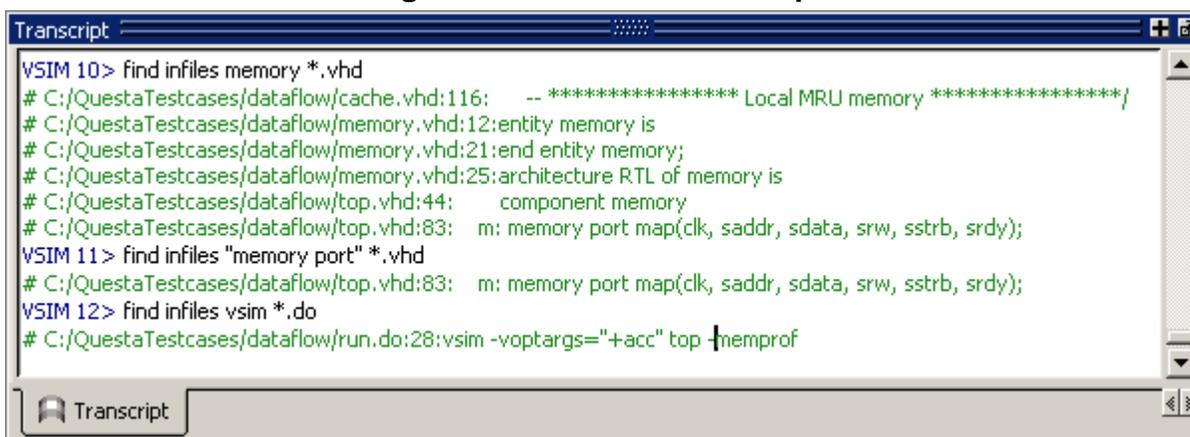 Transcript
VSIM 10> find infiles memory *.vhd
# C:/QuestaTestcases/dataflow/cache.vhd:116:    -- **************** Local MRU memory ****************/
# C:/QuestaTestcases/dataflow/memory.vhd:12:entity memory is
# C:/QuestaTestcases/dataflow/memory.vhd:21:end entity memory;
# C:/QuestaTestcases/dataflow/memory.vhd:25:architecture RTL of memory is
# C:/QuestaTestcases/dataflow/top.vhd:44:    component memory
# C:/QuestaTestcases/dataflow/top.vhd:83:  m: memory port map(clk, saddr, sdata, srw, sstrb, srdy);
VSIM 11> find infiles "memory port" *.vhd
# C:/QuestaTestcases/dataflow/top.vhd:83:  m: memory port map(clk, saddr, sdata, srw, sstrb, srdy);
VSIM 12> find infiles vsim *.do
# C:/QuestaTestcases/dataflow/run.do:28:vsim -voptargs="+acc" top -memprof
Transcript